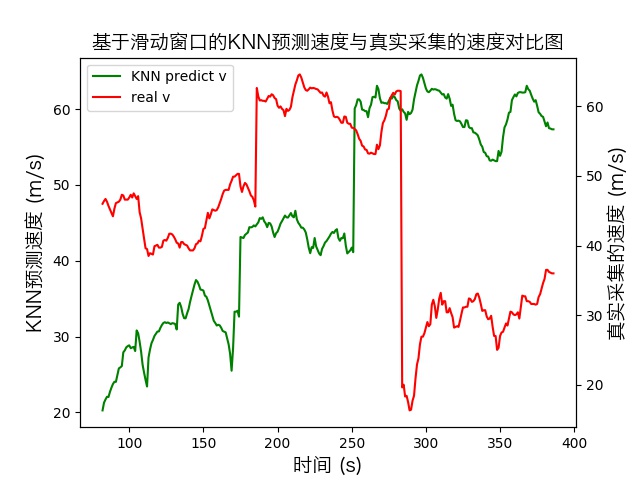 基于滑动窗口的KNN预测速度与真实采集的速度对比图
KNN predict v
real v
KNN预测速度 (m/s)
60
50
40
30
20
真实采集的速度 (m/s)
60
50
40
30
20
100 150 200 250 300 350 400
时间 (s)